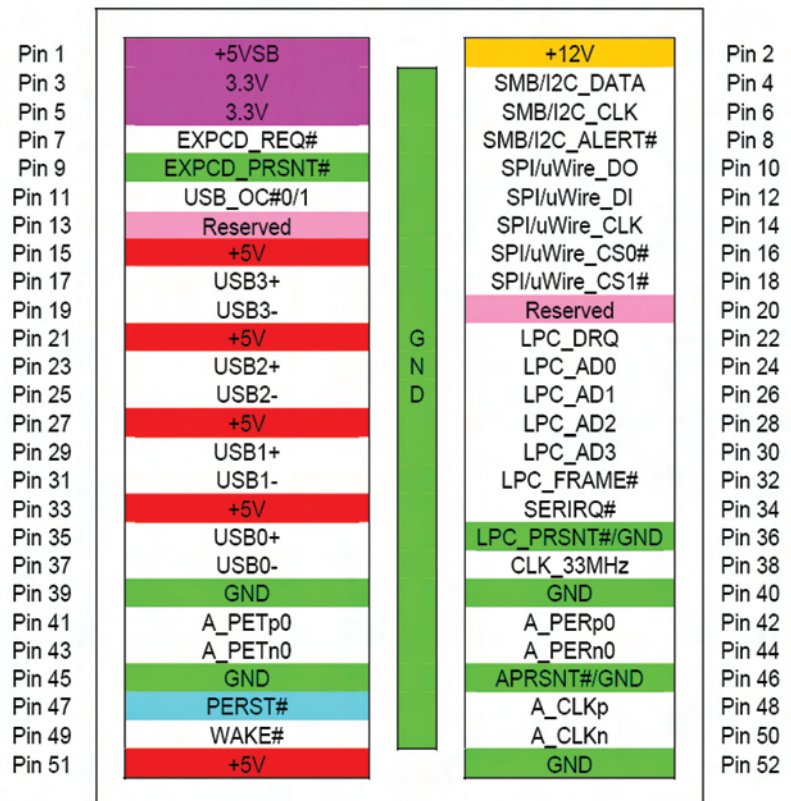 Pin 1 +5VSB +12V Pin 2
Pin 3 3.3V SMB/I2C_DATA Pin 4
Pin 5 3.3V SMB/I2C_CLK Pin 6
Pin 7 EXPCD_REQ# SMB/I2C_ALERT# Pin 8
Pin 9 EXPCD_PRSNT# SPI/uWire_DO Pin 10
Pin 11 USB_OC#0/1 SPI/uWire_DI Pin 12
Pin 13 Reserved SPI/uWire_CLK Pin 14
Pin 15 +5V SPI/uWire_CS0# Pin 16
Pin 17 USB3+ SPI/uWire_CS1# Pin 18
Pin 19 USB3- Reserved Pin 20
Pin 21 +5V G LPC_DRQ Pin 22
Pin 23 USB2+ N LPC_AD0 Pin 24
Pin 25 USB2- D LPC_AD1 Pin 26
Pin 27 +5V LPC_AD2 Pin 28
Pin 29 USB1+ LPC_AD3 Pin 30
Pin 31 USB1- LPC_FRAME# Pin 32
Pin 33 +5V SERIRQ# Pin 34
Pin 35 USB0+ LPC_PRSNT#/GND Pin 36
Pin 37 USB0- CLK_33MHz Pin 38
Pin 39 GND GND Pin 40
Pin 41 A_PETp0 A_PERp0 Pin 42
Pin 43 A_PETn0 A_PERn0 Pin 44
Pin 45 GND APRSNT#/GND Pin 46
Pin 47 PERST# A_CLKp Pin 48
Pin 49 WAKE# A_CLKn Pin 50
Pin 51 +5V GND Pin 52